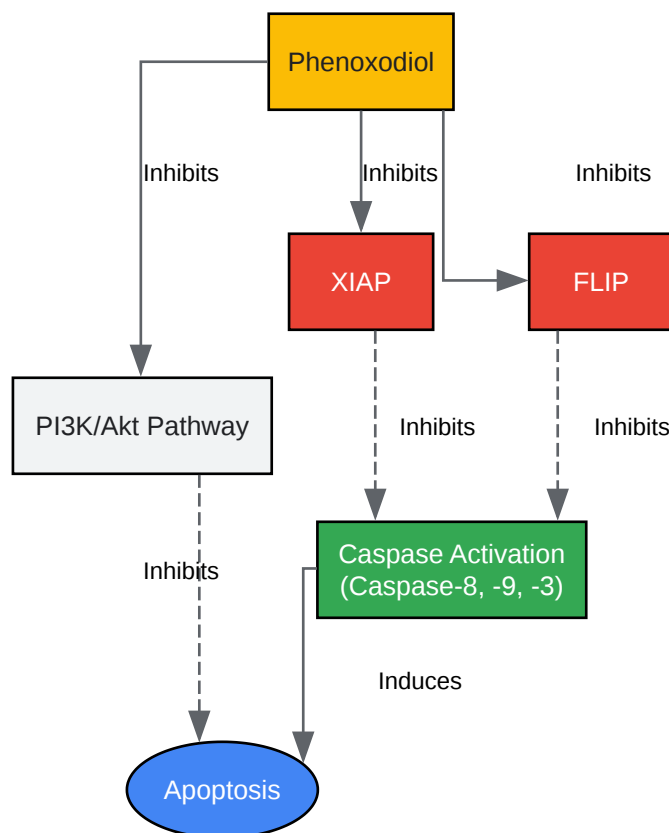 Phenoxodiol
Inhibits
Inhibits
Inhibits
XIAP
FLIP
PI3K/Akt Pathway
Inhibits
Inhibits
Caspase Activation
(Caspase-8, -9, -3)
Inhibits
Induces
Apoptosis